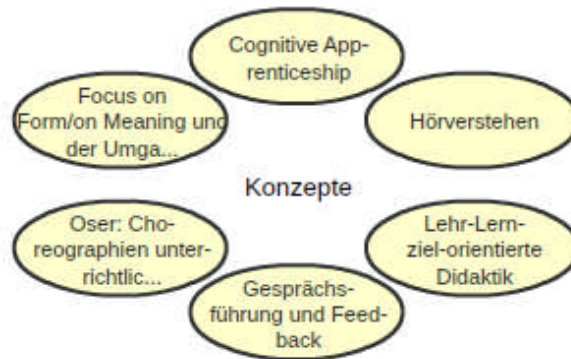 Cognitive App-
renticeship
Focus on
Form/on Meaning und
der Umga...
Hörverstehen
Konzepte
Oser: Cho-
reographien unter-
richtlic...
Lehr-Lern-
ziel-orientierte
Didaktik
Gesprächs-
führung und Feed-
back